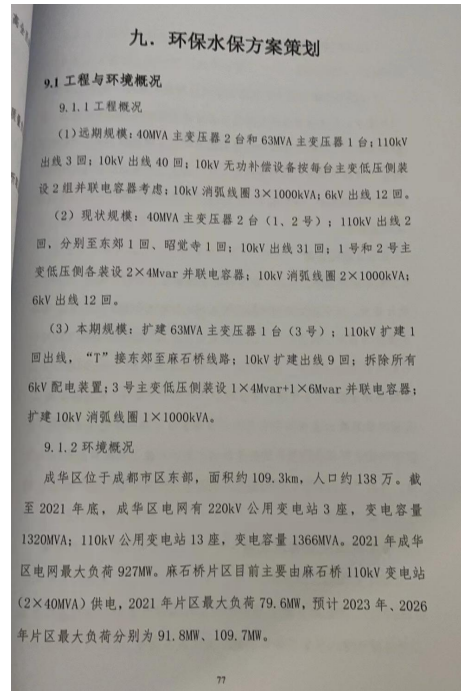 九．环保水保方案策划
9.1 工程与环境概况
9.1.1 工程概况
（1）远期规模：40MVA 主变压器 2 台和 63MVA 主变压器 1 台；110kV
出线 3 回；10kV 出线 40 回；10kV 无功补偿设备按每台主变低压侧装
设 2 组并联电容器考虑；10kV 消弧线圈 3×1000kVA；6kV 出线 12 回。
（2）现状规模：40MVA 主变压器 2 台（1、2 号）；110kV 出线 2
回，分别至东郊 1 回、昭觉寺 1 回；10kV 出线 31 回；1 号和 2 号主
变低压侧各装设 2×4Mvar 并联电容器；10kV 消弧线圈 2×1000kVA；
6kV 出线 12 回。
（3）本期规模：扩建 63MVA 主变压器 1 台（3 号）；110kV 扩建 1
回出线，“T”接东郊至麻石桥线路；10kV 扩建出线 9 回；拆除所有
6kV 配电装置；3 号主变低压侧装设 1×4Mvar+1×6Mvar 并联电容器；
扩建 10kV 消弧线圈 1×1000kVA。
9.1.2 环境概况
成华区位于成都市区东部，面积约 109.3km，人口约 138 万。截
至 2021 年底，成华区电网有 220kV 公用变电站 3 座，变电容量
1320MVA；110kV 公用变电站 13 座，变电容量 1366MVA。2021 年成华
区电网最大负荷 927MW。麻石桥片区目前主要由麻石桥 110kV 变电站
（2×40MVA）供电，2021 年片区最大负荷 79.6MW，预计 2023 年、2026
年片区最大负荷分别为 91.8MW、109.7MW。
77